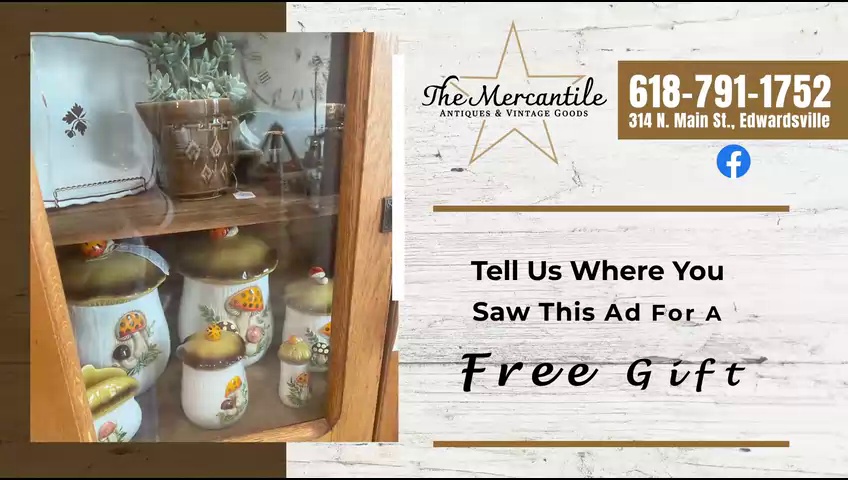 The Mercantile
Antiques & Vintage Goods
618-791-1752
314 N. Main St., Edwardsville
Tell Us Where You
Saw This Ad For A
Free Gift